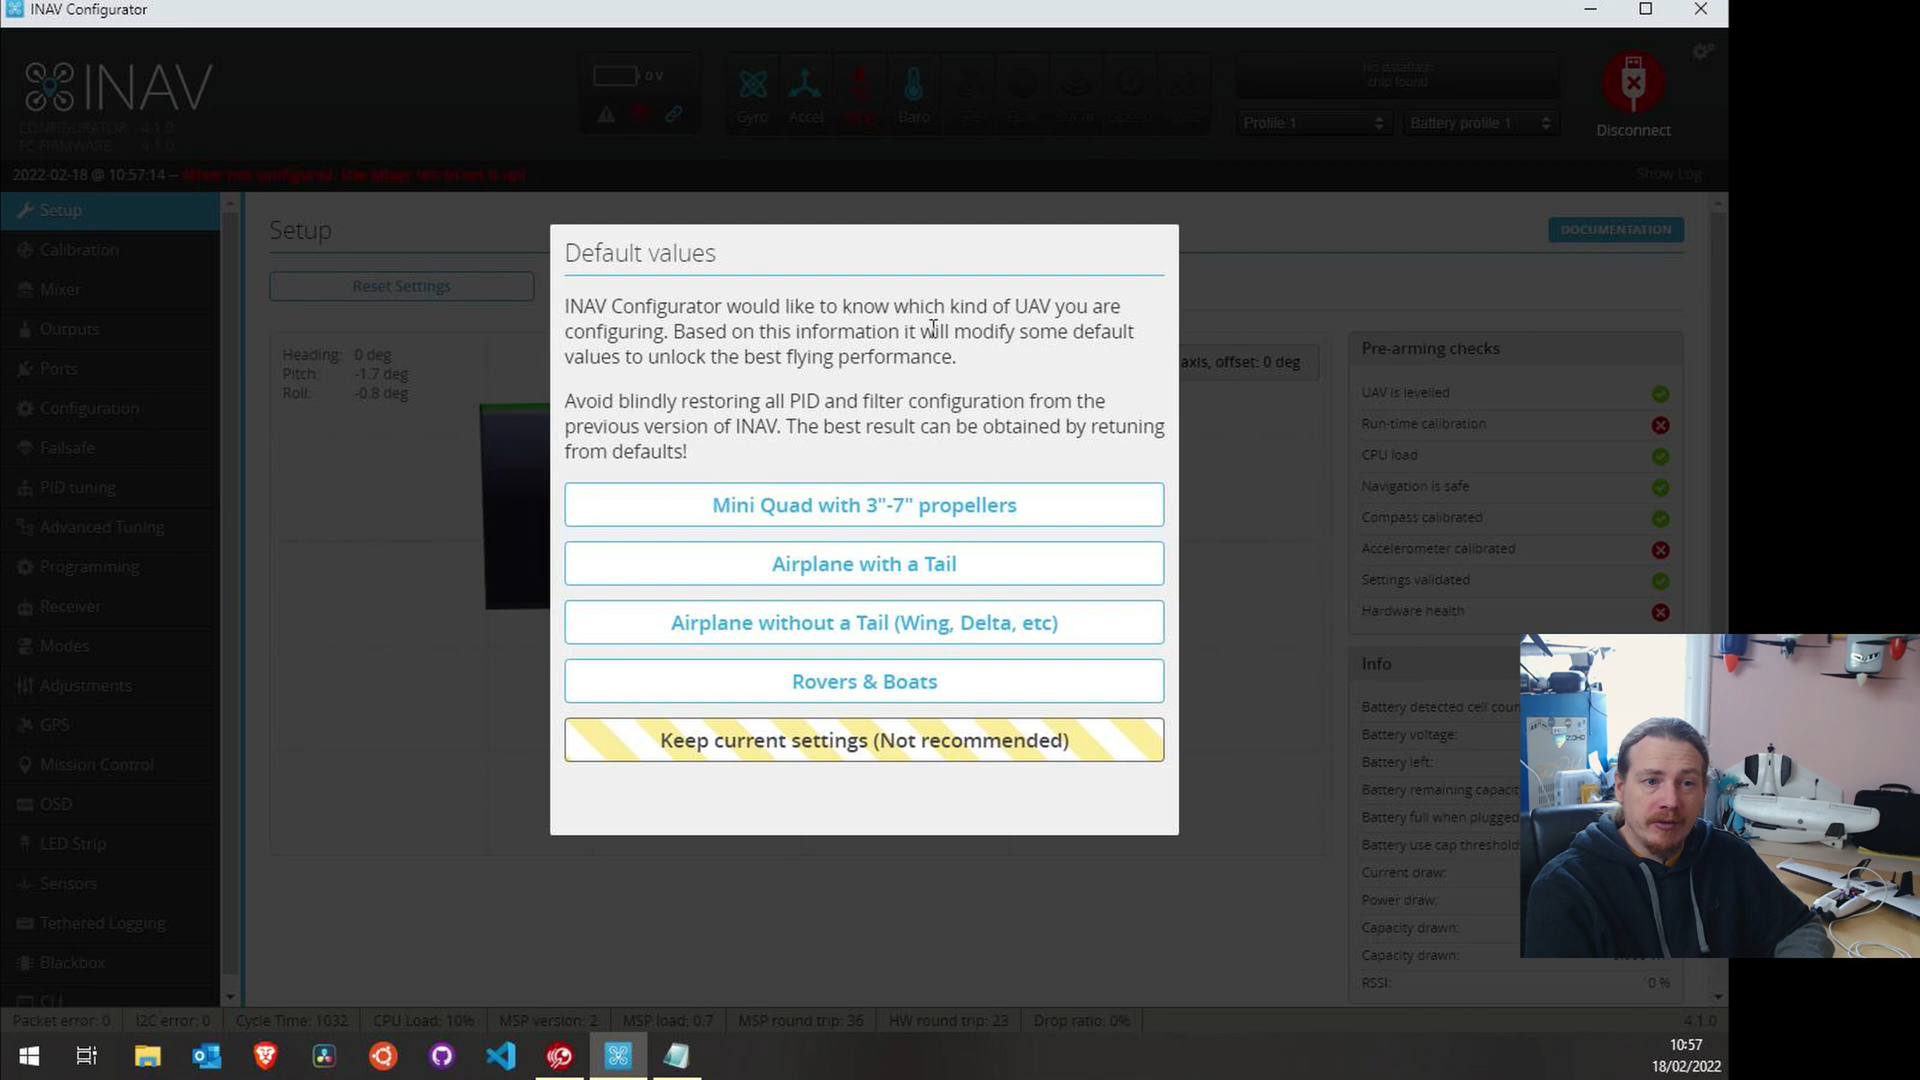 INAV Configurator
INAV
CONFIGURATOR 4.1.0
FC FIRMWARE 4.1.0
0 V
Gyro
Accel
Baro
no dataflash
chip found
Profile 1
Battery profile 1
Disconnect
2022-02-18 @ 10:57:14 --
Show Log
Setup
Calibration
Mixer
Outputs
Ports
Configuration
Failsafe
PID tuning
Advanced Tuning
Programming
Receiver
Modes
Adjustments
GPS
Mission Control
OSD
LED Strip
Sensors
Tethered Logging
Blackbox
CLI
Setup
DOCUMENTATION
Reset Settings
Heading: 0 deg
Pitch: -1.7 deg
Roll: -0.8 deg
axis, offset: 0 deg
Default values
INAV Configurator would like to know which kind of UAV you are
configuring. Based on this information it will modify some default
values to unlock the best flying performance.
Avoid blindly restoring all PID and filter configuration from the
previous version of INAV. The best result can be obtained by retuning
from defaults!
Mini Quad with 3"-7" propellers
Airplane with a Tail
Airplane without a Tail (Wing, Delta, etc)
Rovers & Boats
Keep current settings (Not recommended)
Pre-arming checks
UAV is levelled
Run-time calibration
CPU load
Navigation is safe
Compass calibrated
Accelerometer calibrated
Settings validated
Hardware health
Info
Battery detected cell coun
Battery voltage:
Battery left:
Battery remaining capacity
Battery full when plugged
Battery use cap threshold
Current draw:
Power draw:
Capacity drawn:
Capacity drawn:
RSSI: 0 %
Packet error: 0
I2C error: 0
Cycle Time: 1032
CPU Load: 10%
MSP version: 2
MSP load: 0.7
MSP round trip: 36
HW round trip: 23
Drop ratio: 0%
4.1.0
10:57
18/02/2022